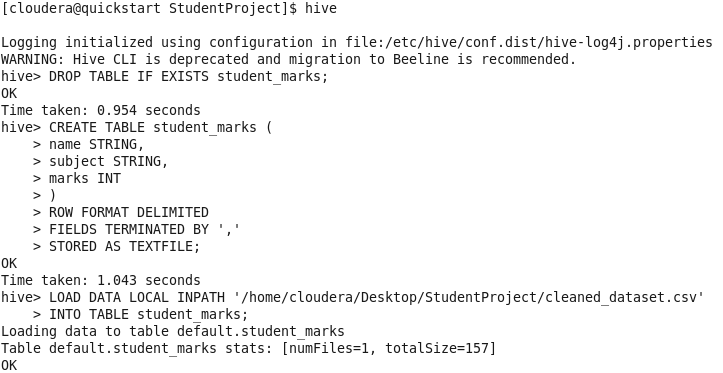 [cloudera@quickstart StudentProject]$ hive

Logging initialized using configuration in file:/etc/hive/conf.dist/hive-log4j.properties
WARNING: Hive CLI is deprecated and migration to Beeline is recommended.
hive> DROP TABLE IF EXISTS student_marks;
OK
Time taken: 0.954 seconds
hive> CREATE TABLE student_marks (
    > name STRING,
    > subject STRING,
    > marks INT
    > )
    > ROW FORMAT DELIMITED
    > FIELDS TERMINATED BY ','
    > STORED AS TEXTFILE;
OK
Time taken: 1.043 seconds
hive> LOAD DATA LOCAL INPATH '/home/cloudera/Desktop/StudentProject/cleaned_dataset.csv'
    > INTO TABLE student_marks;
Loading data to table default.student_marks
Table default.student_marks stats: [numFiles=1, totalSize=157]
OK